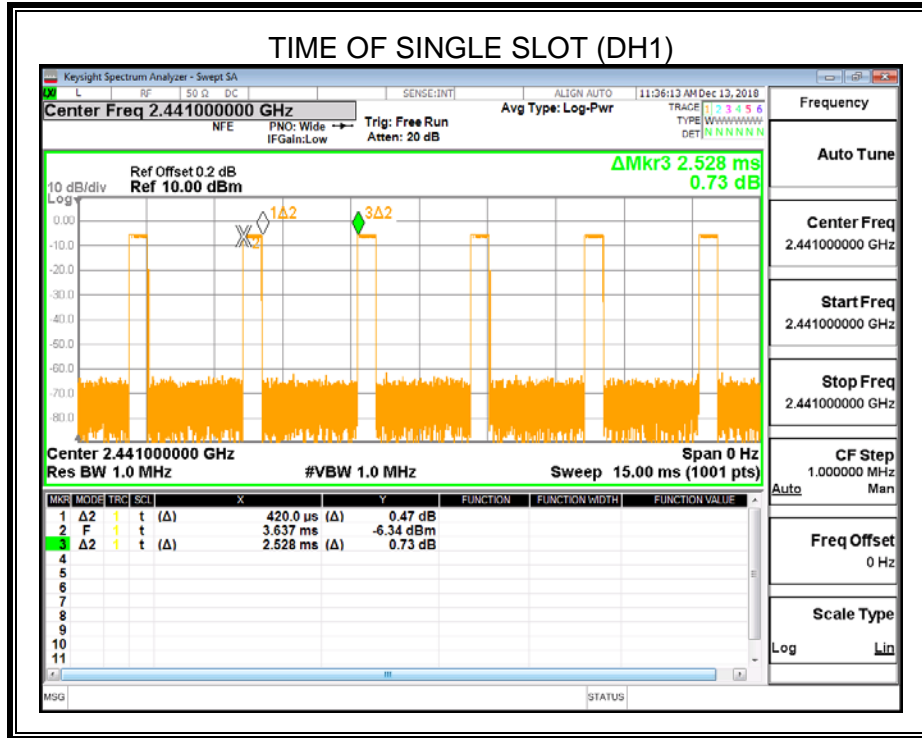 TIME OF SINGLE SLOT (DH1)
Keysight Spectrum Analyzer - Swept SA
LXI L RF 50 Ω DC SENSE:INT ALIGN AUTO 11:36:13 AM Dec 13, 2018
Center Freq 2.441000000 GHz
NFE
PNO: Wide
IFGain:Low
Trig: Free Run
Atten: 20 dB
Avg Type: Log-Pwr
TRACE 1 2 3 4 5 6
TYPE W
DET N N N N N N
Ref Offset 0.2 dB
10 dB/div Ref 10.00 dBm
ΔMkr3 2.528 ms
0.73 dB
Log
0.00
-10.0
-20.0
-30.0
-40.0
-50.0
-60.0
-70.0
-80.0
1Δ2
2
3Δ2
Center 2.441000000 GHz Span 0 Hz
Res BW 1.0 MHz #VBW 1.0 MHz Sweep 15.00 ms (1001 pts)
MKR MODE TRC SCL X Y FUNCTION FUNCTION WIDTH FUNCTION VALUE
1 Δ2 1 t (Δ) 420.0 µs (Δ) 0.47 dB
2 F 1 t 3.637 ms -6.34 dBm
3 Δ2 1 t (Δ) 2.528 ms (Δ) 0.73 dB
4
5
6
7
8
9
10
11
MSG STATUS
Frequency
Auto Tune
Center Freq
2.441000000 GHz
Start Freq
2.441000000 GHz
Stop Freq
2.441000000 GHz
CF Step
1.000000 MHz
Auto Man
Freq Offset
0 Hz
Scale Type
Log Lin